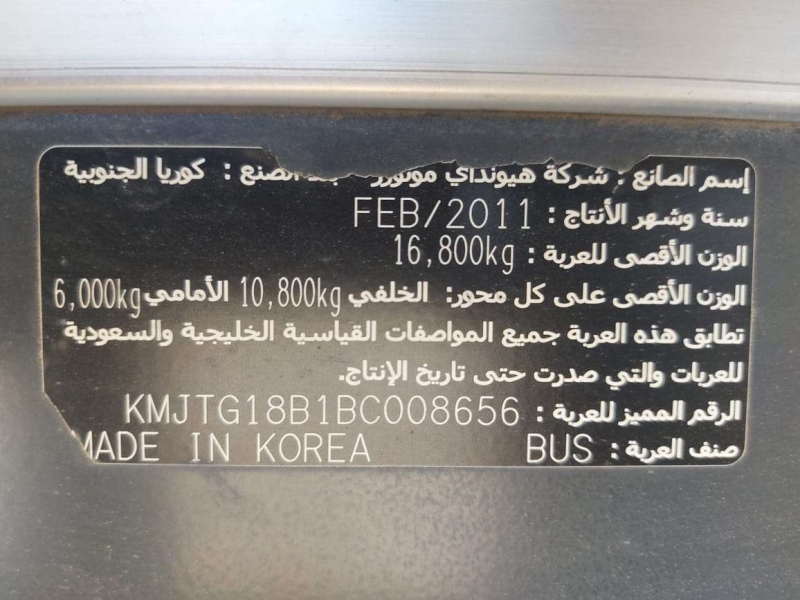 إسم الصانع : شركة هيونداي موتورز بلد الصنع : كوريا الجنوبية
سنة وشهر الأنتاج : FEB/2011
الوزن الأقصى للعربة : 16,800kg
الوزن الأقصى على كل محور: الخلفي 10,800kg الأمامي 6,000kg
تطابق هذه العربة جميع المواصفات القياسية الخليجية والسعودية
للعربات والتي صدرت حتى تاريخ الإنتاج.
الرقم المميز للعربة : KMJTG18B1BC008656
صنف العربة : BUS MADE IN KOREA